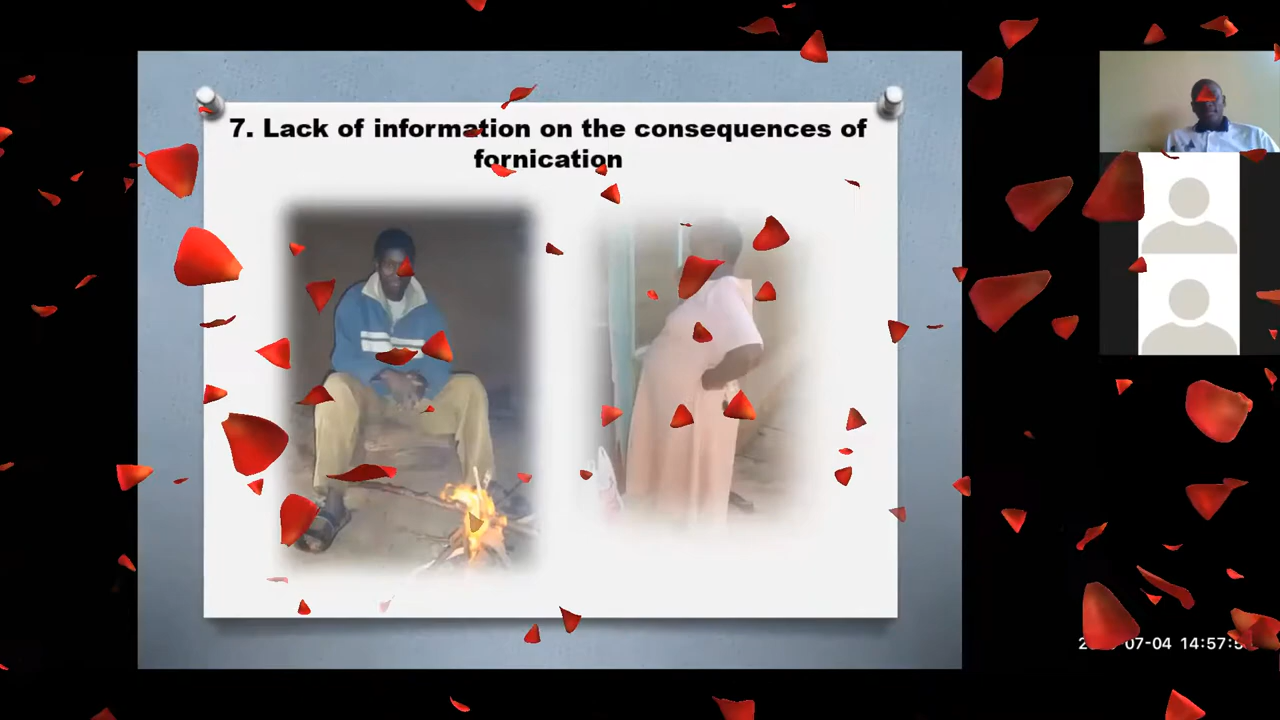 7. Lack of information on the consequences of
fornication
07-04 14:57:5